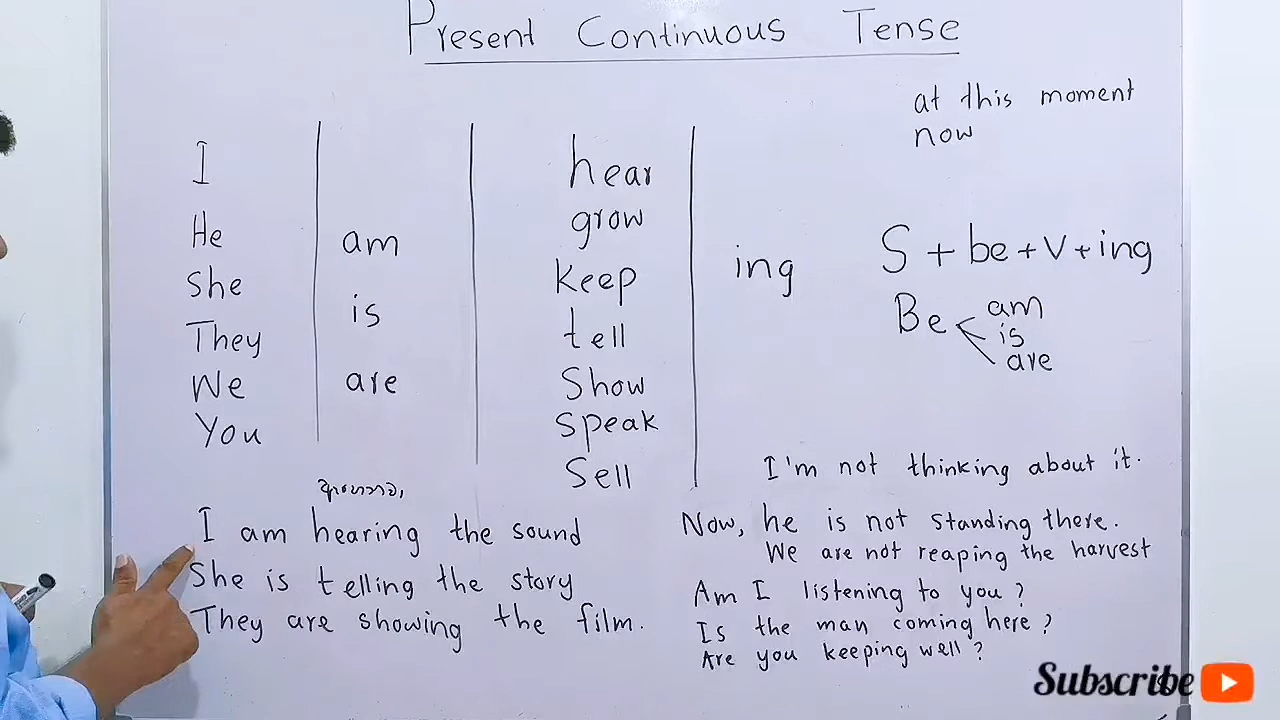 Present Continuous Tense
at this moment
now
I
He
She
They
We
You
am
is
are
hear
grow
keep
tell
Show
Speak
Sell
ing
S + be + V + ing
Be am
is
are
I am hearing the sound
She is telling the story
They are showing the film.
I'm not thinking about it.
Now, he is not standing there.
We are not reaping the harvest
Am I listening to you?
Is the man coming here?
Are you keeping well?
Subscribe